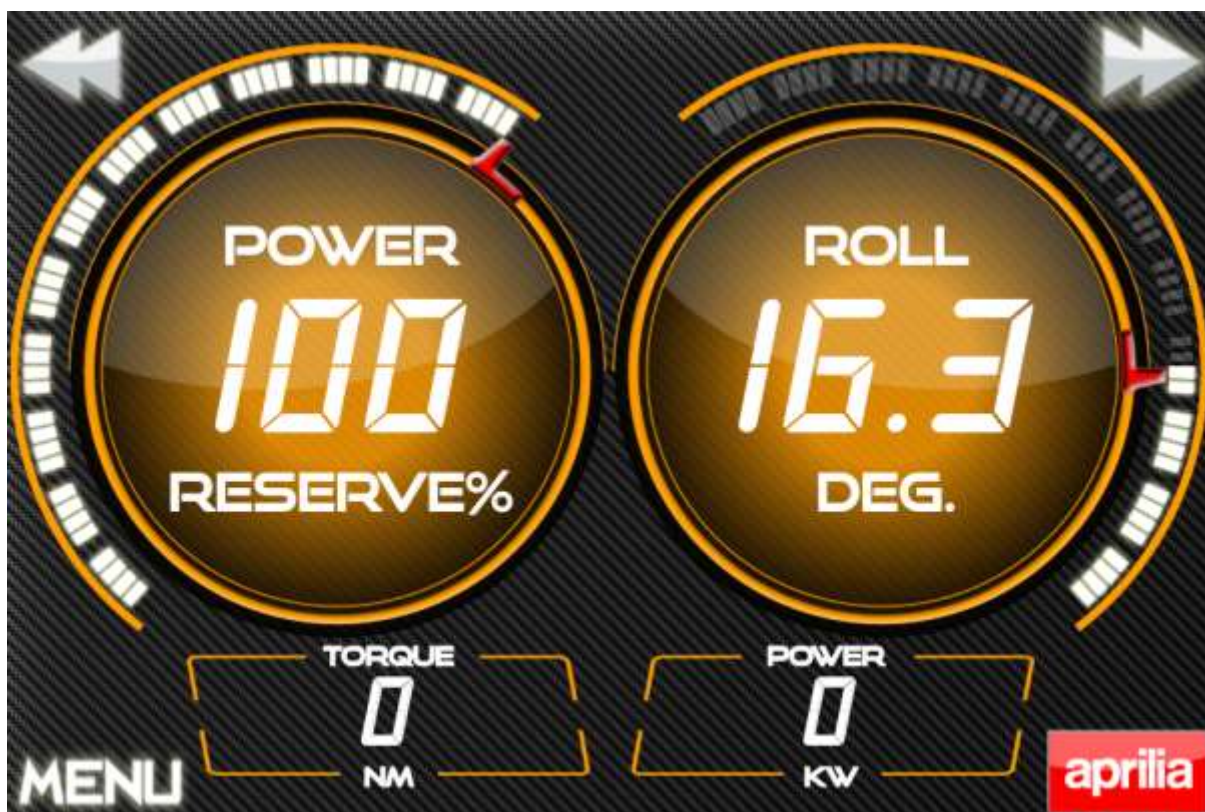 POWER
100
RESERVE%
ROLL
16.3
DEG.
TORQUE
0
NM
POWER
0
KW
MENU
aprilia